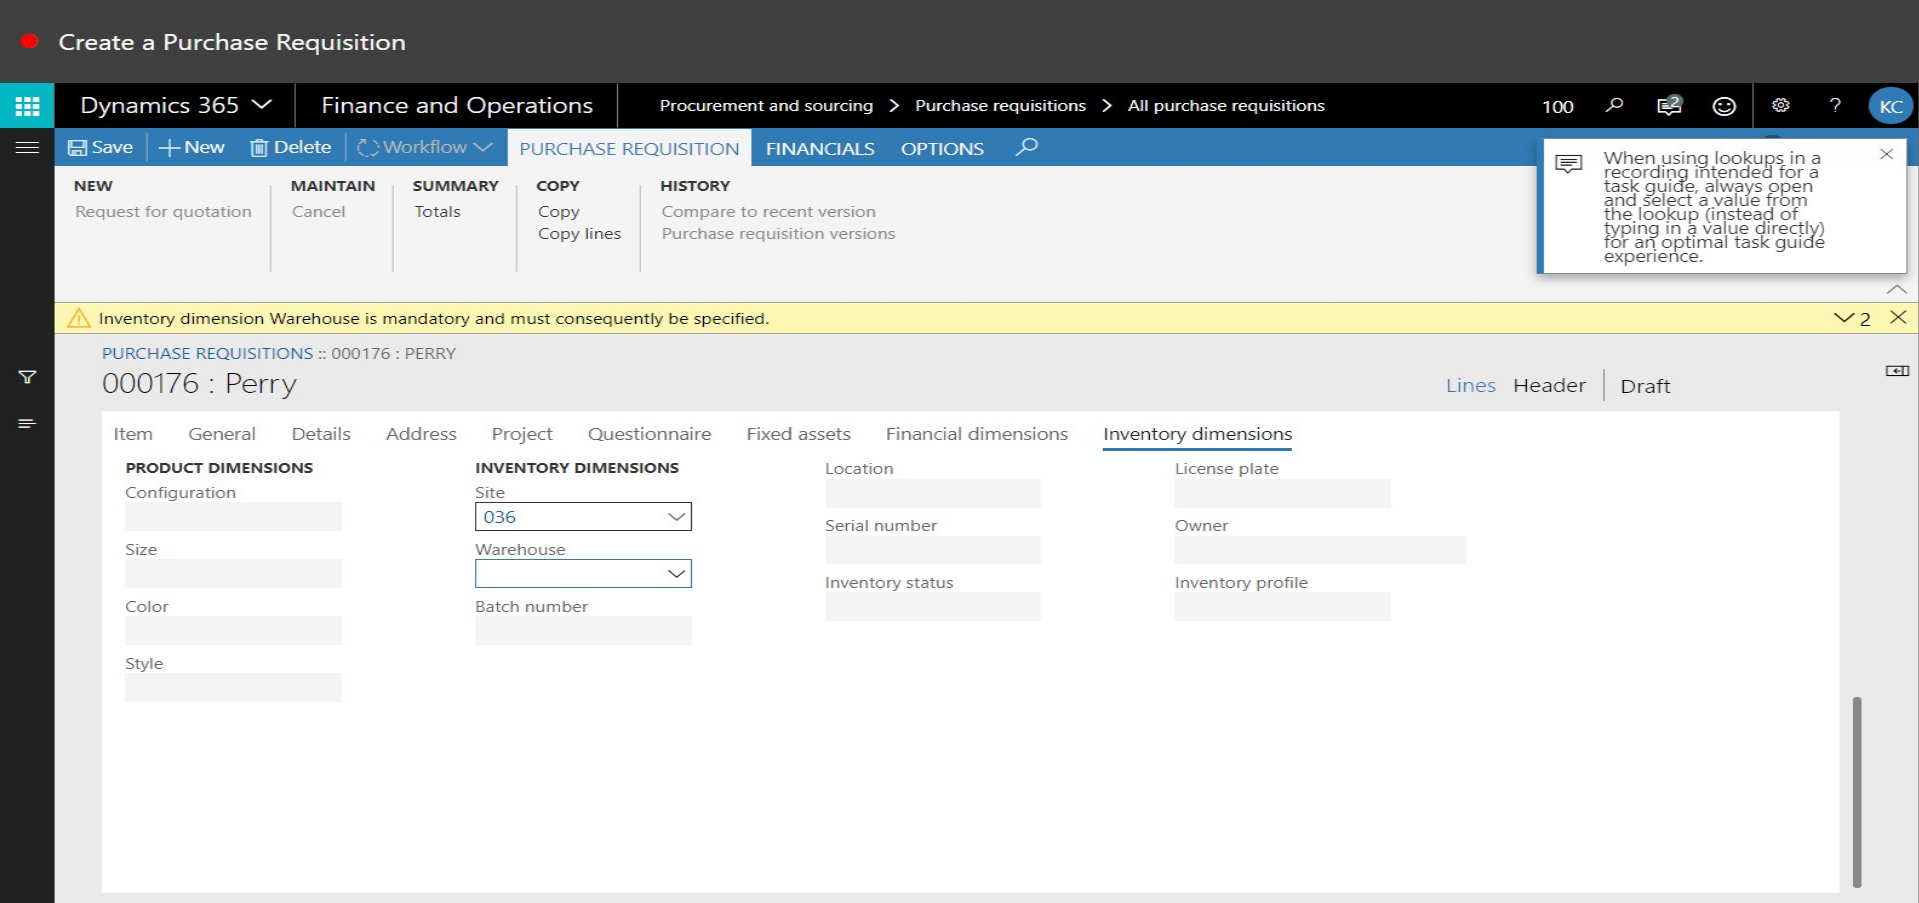 Create a Purchase Requisition
Dynamics 365 Finance and Operations Procurement and sourcing > Purchase requisitions > All purchase requisitions 100 2 ? KC
Save New Delete Workflow PURCHASE REQUISITION FINANCIALS OPTIONS
NEW MAINTAIN SUMMARY COPY HISTORY
Request for quotation Cancel Totals Copy Compare to recent version
Copy lines Purchase requisition versions
When using lookups in a
recording intended for a
task guide, always open
and select a value from
the lookup (instead of
typing in a value directly)
for an optimal task guide
experience.
Inventory dimension Warehouse is mandatory and must consequently be specified. 2
PURCHASE REQUISITIONS :: 000176 : PERRY
000176 : Perry
Lines Header Draft
Item General Details Address Project Questionnaire Fixed assets Financial dimensions Inventory dimensions
PRODUCT DIMENSIONS
Configuration
Size
Color
Style
INVENTORY DIMENSIONS
Site
036
Warehouse
Batch number
Location
Serial number
Inventory status
License plate
Owner
Inventory profile